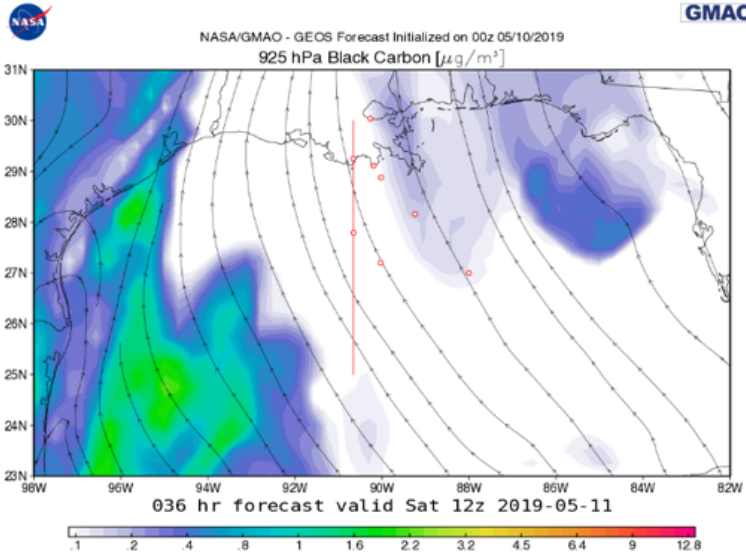 NASA
GMAO
NASA/GMAO - GEOS Forecast Initialized on 00z 05/10/2019
925 hPa Black Carbon [μg/m³]
31N
30N
29N
28N
27N
26N
25N
24N
23N
98W 96W 94W 92W 90W 88W 86W 84W 82W
036 hr forecast valid Sat 12z 2019-05-11
.1 .2 .4 .8 1 1.6 2.2 3.2 4.5 6.4 9 12.8